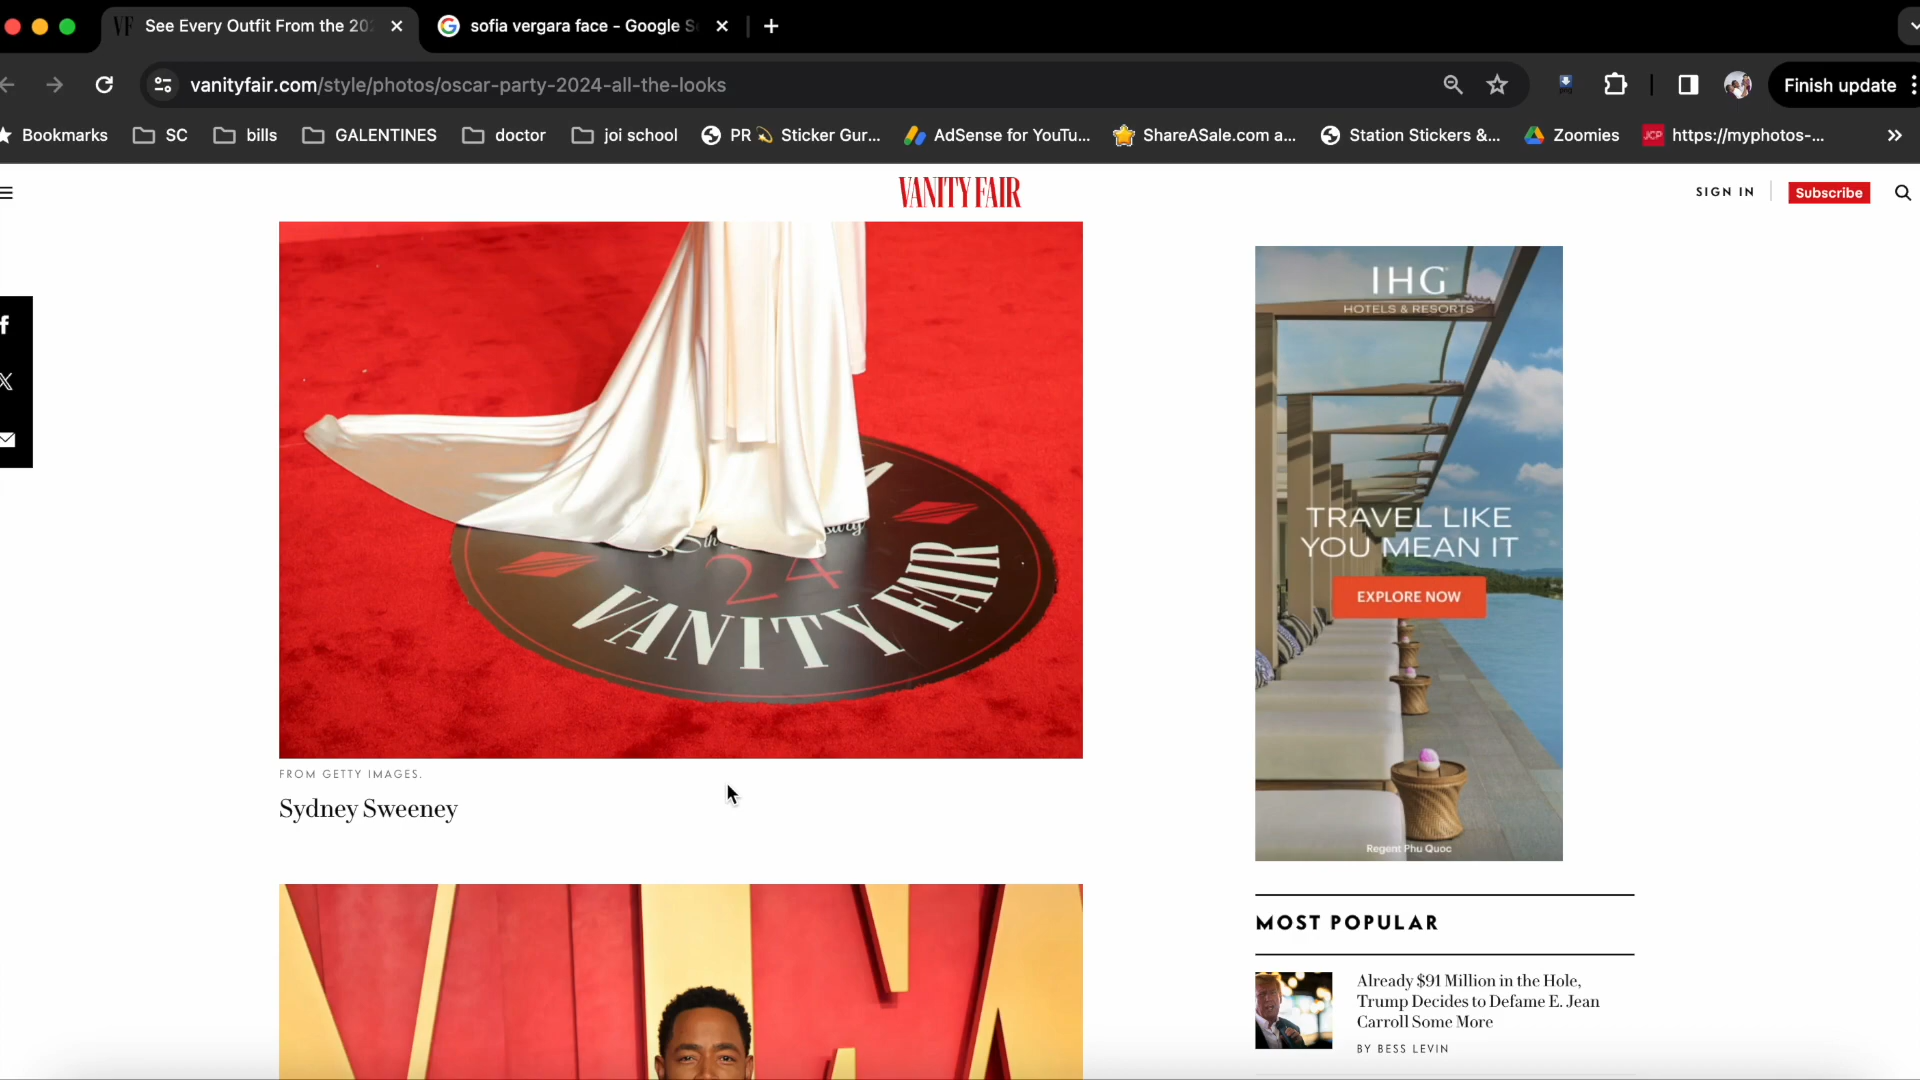 VF
See Every Outfit From the 20
sofia vergara face - Google S
vanityfair.com/style/photos/oscar-party-2024-all-the-looks
Finish update
Bookmarks
SC
bills
GALENTINES
doctor
joi school
PR 💫 Sticker Gur...
AdSense for YouTu...
ShareASale.com a...
Station Stickers &...
Zoomies
JCP
https://myphotos-...
VANITY FAIR
SIGN IN
Subscribe
24
VANITY FAIR
FROM GETTY IMAGES.
Sydney Sweeney
IHG
HOTELS & RESORTS
TRAVEL LIKE
YOU MEAN IT
EXPLORE NOW
Regent Phu Quoc
MOST POPULAR
Already $91 Million in the Hole,
Trump Decides to Defame E. Jean
Carroll Some More
BY BESS LEVIN